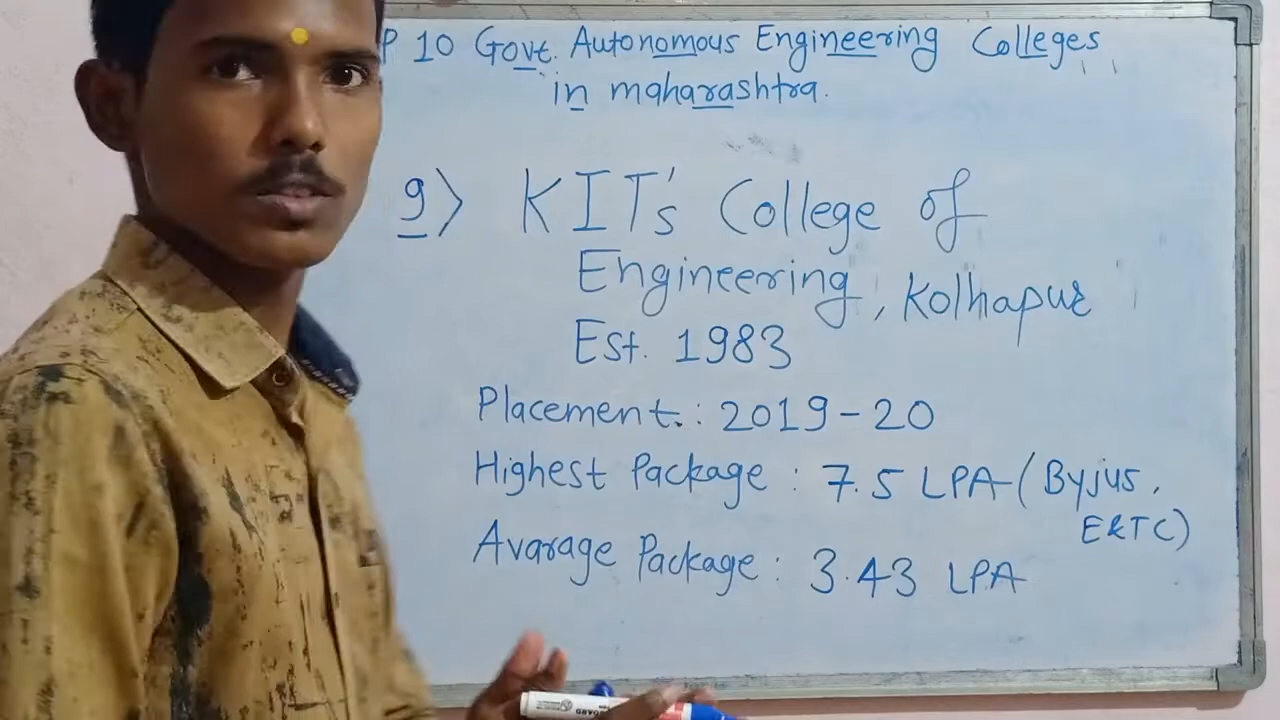 P 10 Govt. Autonomous Engineering Colleges
in maharashtra.
9) KIT's College of
Engineering, Kolhapur
Est. 1983
Placement.: 2019-20
Highest Package : 7.5 LPA (Byjus,
E&TC)
Avarage Package : 3.43 LPA